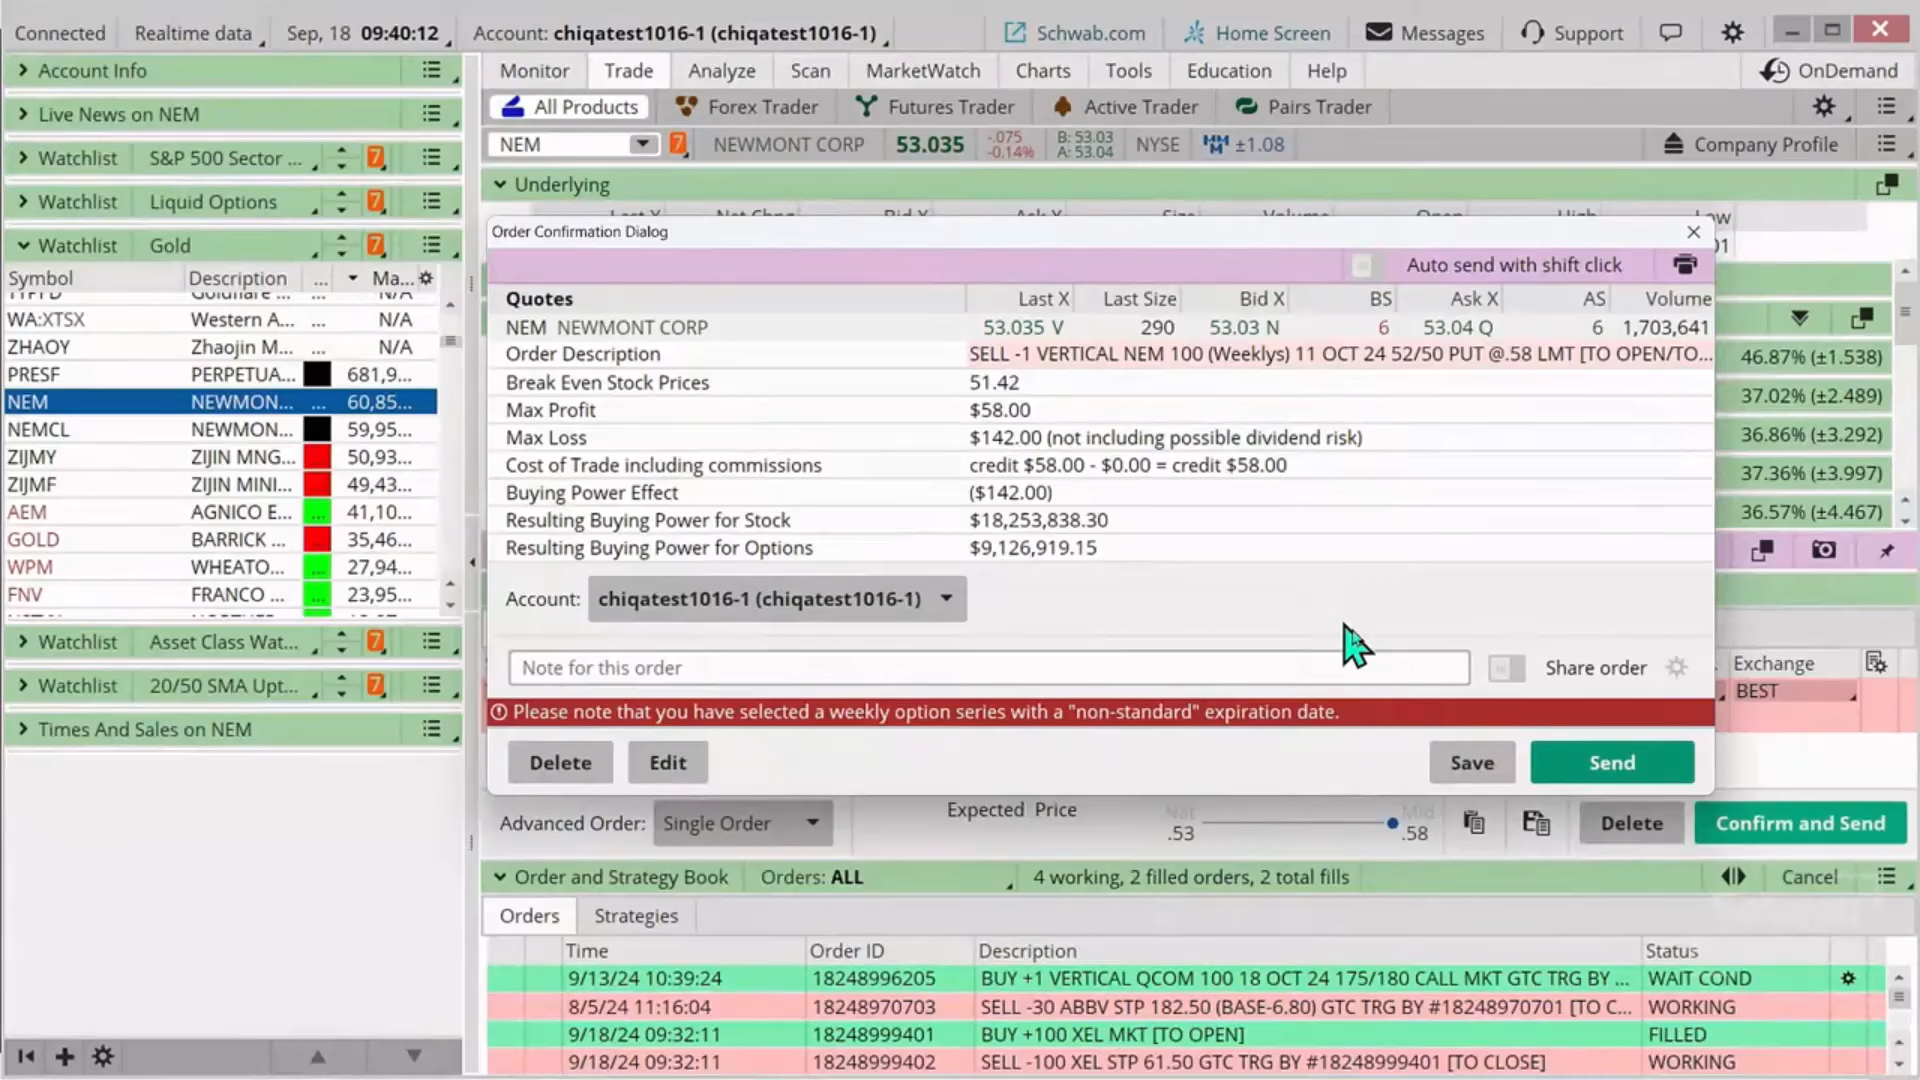 Connected Realtime data Sep, 18 09:40:12 Account: chiqatest1016-1 (chiqatest1016-1) Schwab.com Home Screen Messages Support
Account Info
Live News on NEM
Watchlist S&P 500 Sector ... 7
Watchlist Liquid Options 7
Watchlist Gold 7
Symbol Description ... Ma...
WA:XTSX Western A... ... N/A
ZHAOY Zhaojin M... ... N/A
PRESF PERPETUA... 681,9...
NEM NEWMON... ... 60,85...
NEMCL NEWMON... 59,95...
ZIJMY ZIJIN MNG... 50,93...
ZIJMF ZIJIN MINI... 49,43...
AEM AGNICO E... ... 41,10...
GOLD BARRICK ... 35,46...
WPM WHEATO... ... 27,94...
FNV FRANCO ... ... 23,95...
Watchlist Asset Class Wat... 7
Watchlist 20/50 SMA Upt... 7
Times And Sales on NEM
Monitor Trade Analyze Scan MarketWatch Charts Tools Education Help OnDemand
All Products Forex Trader Futures Trader Active Trader Pairs Trader
NEM 7 NEWMONT CORP 53.035 -.075 -0.14% B: 53.03 A: 53.04 NYSE ±1.08 Company Profile
Underlying
Last X Net Chng Bid X Ask X Size Volume Open High Low
Order Confirmation Dialog
Auto send with shift click
Quotes Last X Last Size Bid X BS Ask X AS Volume
NEM NEWMONT CORP 53.035 V 290 53.03 N 6 53.04 Q 6 1,703,641
Order Description SELL -1 VERTICAL NEM 100 (Weeklys) 11 OCT 24 52/50 PUT @.58 LMT [TO OPEN/TO...
Break Even Stock Prices 51.42
Max Profit $58.00
Max Loss $142.00 (not including possible dividend risk)
Cost of Trade including commissions credit $58.00 - $0.00 = credit $58.00
Buying Power Effect ($142.00)
Resulting Buying Power for Stock $18,253,838.30
Resulting Buying Power for Options $9,126,919.15
Account: chiqatest1016-1 (chiqatest1016-1)
Note for this order Share order
Please note that you have selected a weekly option series with a "non-standard" expiration date.
Delete Edit Save Send
46.87% (±1.538)
37.02% (±2.489)
36.86% (±3.292)
37.36% (±3.997)
36.57% (±4.467)
Exchange
BEST
Advanced Order: Single Order Expected Price Nat .53 Mid .58 Delete Confirm and Send
Order and Strategy Book Orders: ALL 4 working, 2 filled orders, 2 total fills Cancel
Orders Strategies
Time Order ID Description Status
9/13/24 10:39:24 18248996205 BUY +1 VERTICAL QCOM 100 18 OCT 24 175/180 CALL MKT GTC TRG BY ... WAIT COND
8/5/24 11:16:04 18248970703 SELL -30 ABBV STP 182.50 (BASE-6.80) GTC TRG BY #18248970701 [TO C... WORKING
9/18/24 09:32:11 18248999401 BUY +100 XEL MKT [TO OPEN] FILLED
9/18/24 09:32:11 18248999402 SELL -100 XEL STP 61.50 GTC TRG BY #18248999401 [TO CLOSE] WORKING